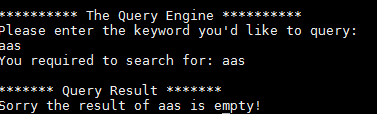 ********** The Query Engine **********
Please enter the keyword you'd like to query:
aas
You required to search for: aas
******* Query Result *******
Sorry the result of aas is empty!